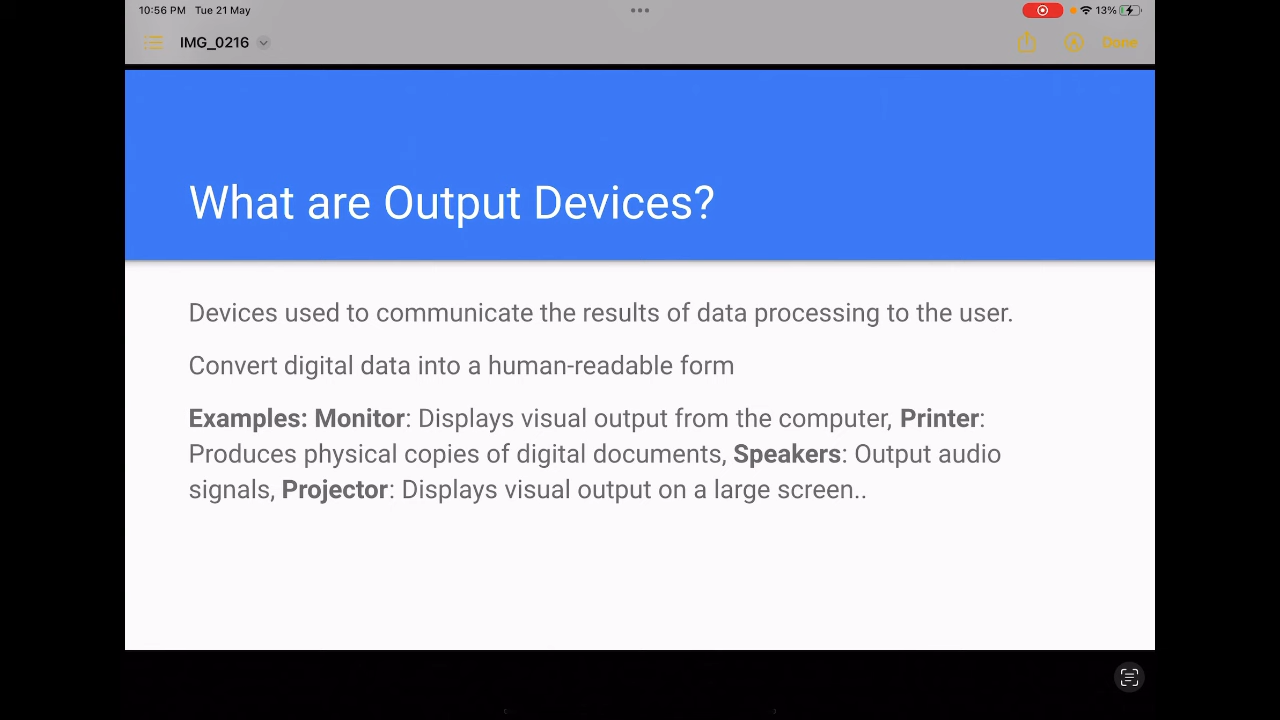 10:56 PM Tue 21 May
13%
IMG_0216
Done
What are Output Devices?
Devices used to communicate the results of data processing to the user.
Convert digital data into a human-readable form
Examples: Monitor: Displays visual output from the computer, Printer:
Produces physical copies of digital documents, Speakers: Output audio
signals, Projector: Displays visual output on a large screen..